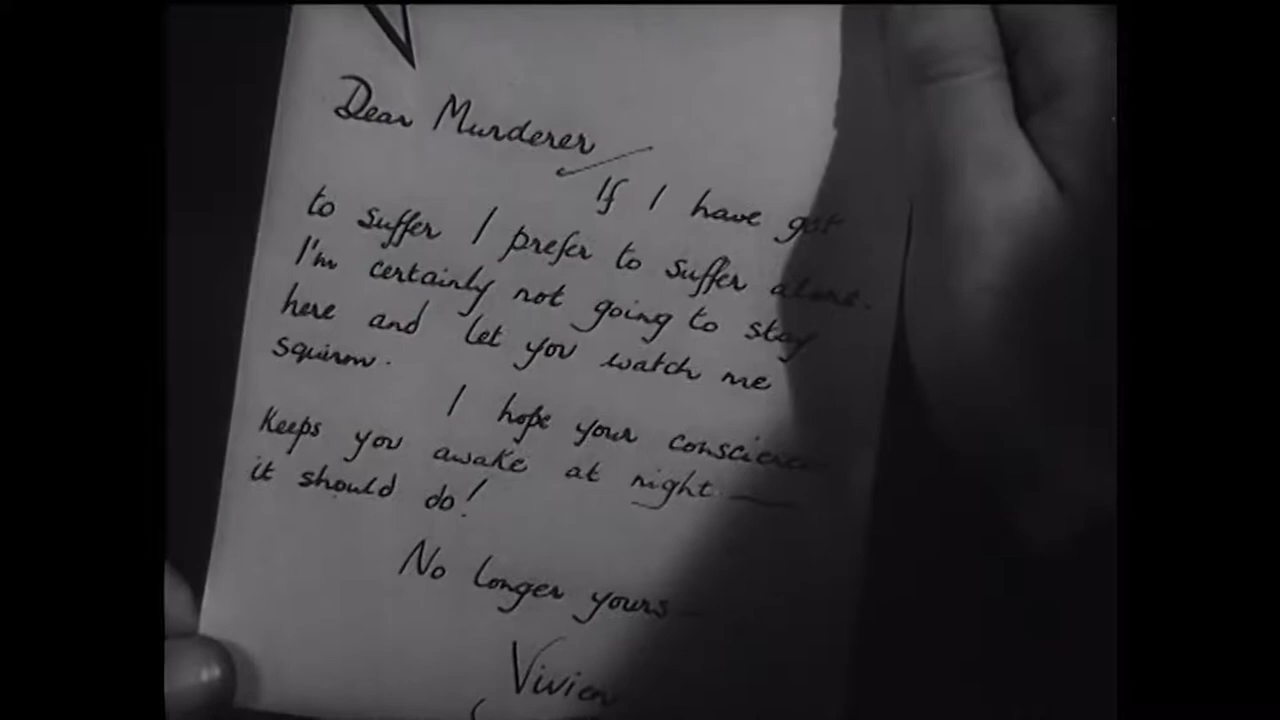 Dear Murderer
If I have got
to suffer I prefer to suffer alone.
I'm certainly not going to stay
here and let you watch me
squirm.
I hope your conscience
keeps you awake at night —
it should do!
No longer yours
Vivien